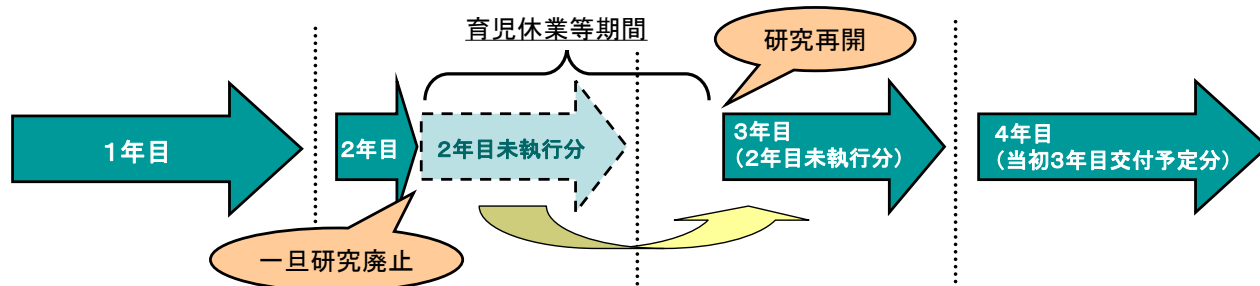 育児休業等期間
研究再開
1年目
2年目
2年目未執行分
3年目
(2年目未執行分)
4年目
(当初3年目交付予定分)
一旦研究廃止